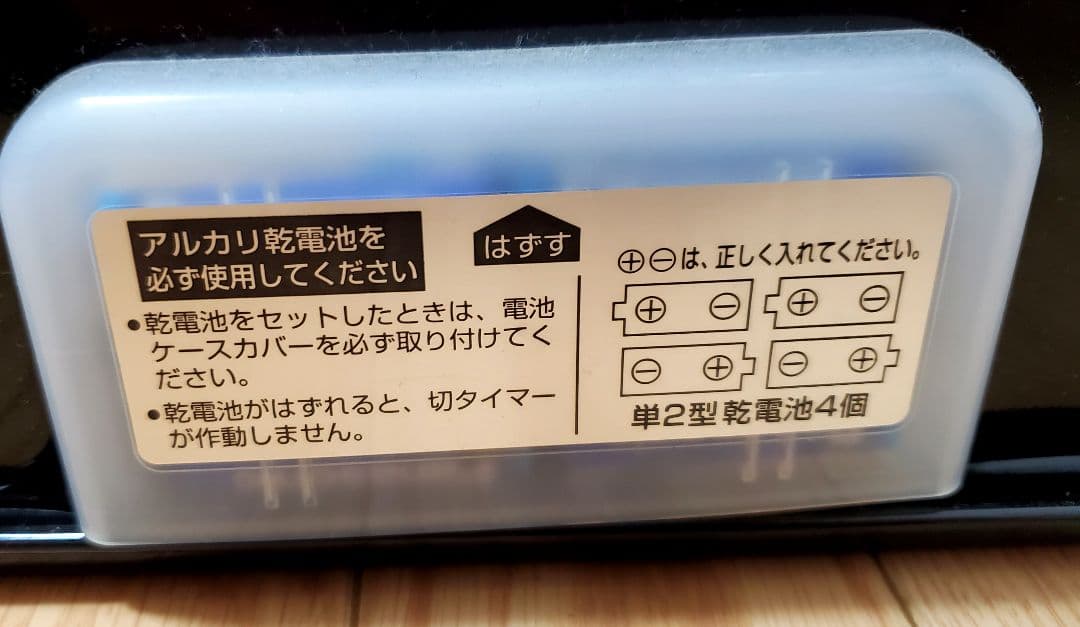 アルカリ乾電池を
必ず使用してください
はずす
●乾電池をセットしたときは、電池
ケースカバーを必ず取り付けてく
ださい。
●乾電池がはずれると、切タイマー
が作動しません。
⊕⊖は、正しく入れてください。
⊕ ⊖ ⊕ ⊖
⊖ ⊕ ⊖ ⊕
単2型乾電池4個